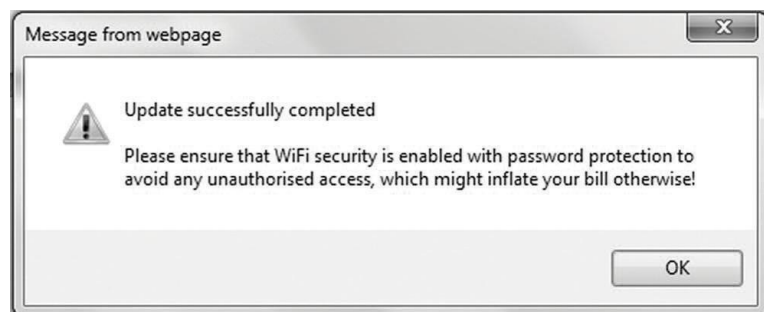 Message from webpage
Update successfully completed
Please ensure that WiFi security is enabled with password protection to
avoid any unauthorised access, which might inflate your bill otherwise!
OK